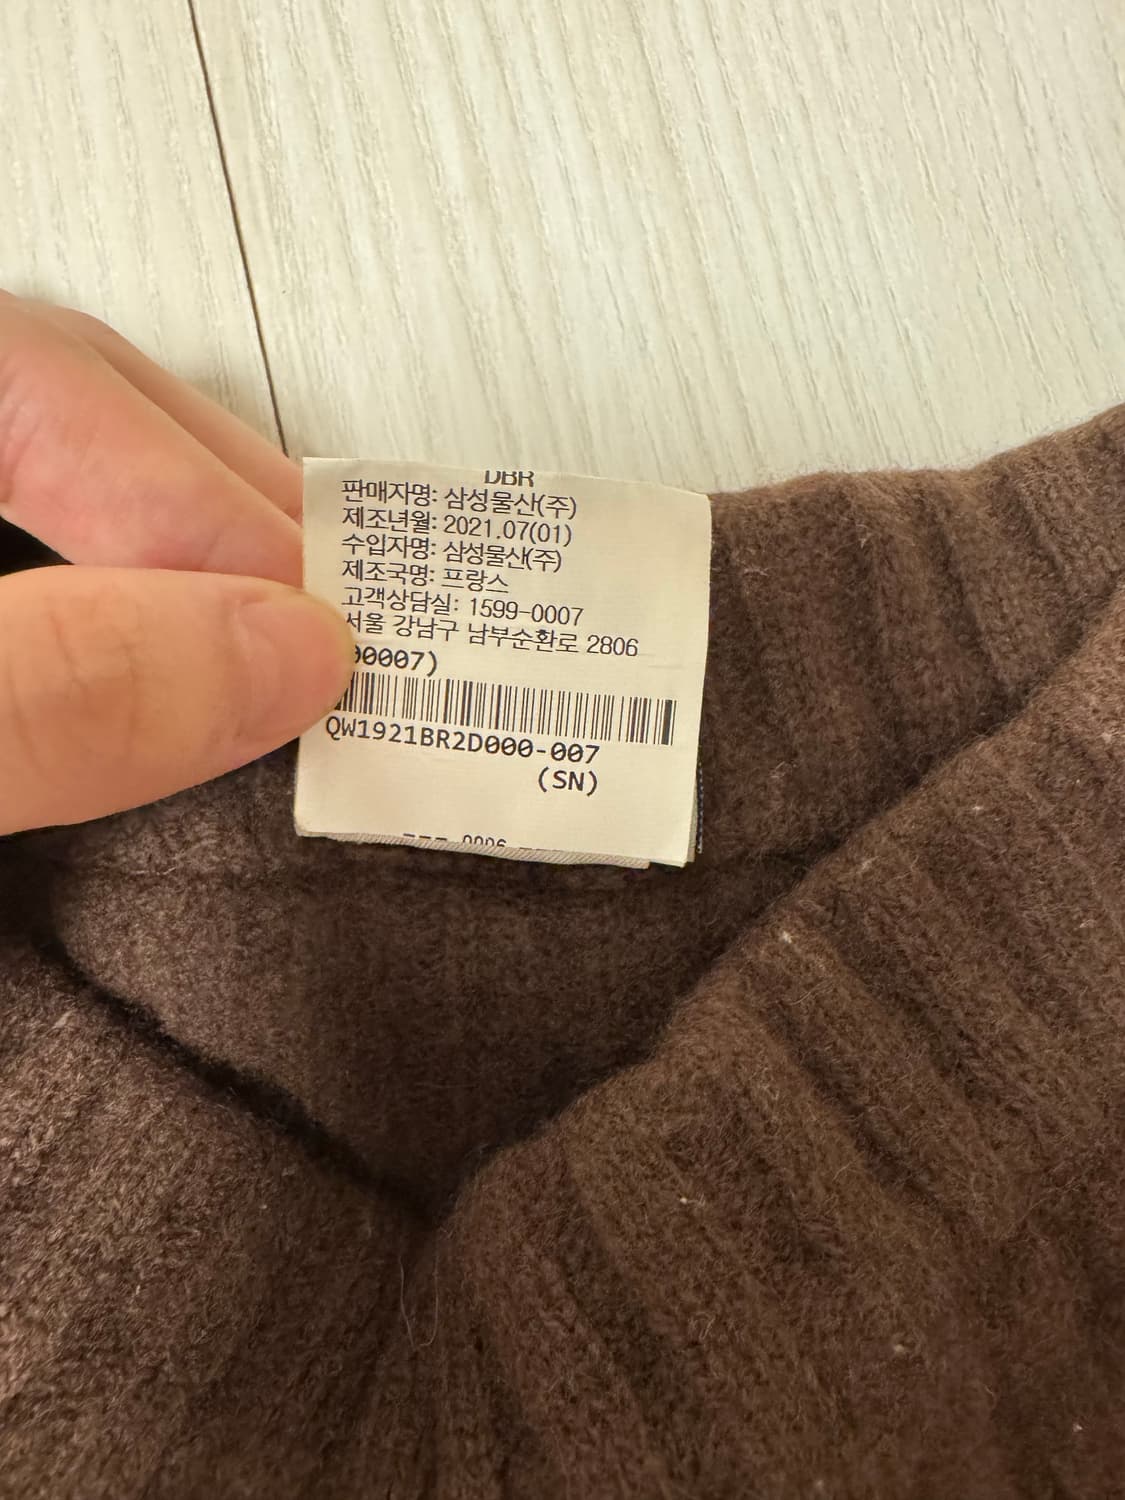 DBR
판매자명: 삼성물산(주)
제조년월: 2021.07(01)
수입자명: 삼성물산(주)
제조국명: 프랑스
고객상담실: 1599-0007
서울 강남구 남부순환로 2806
00007)
QW1921BR2D000-007
(SN)